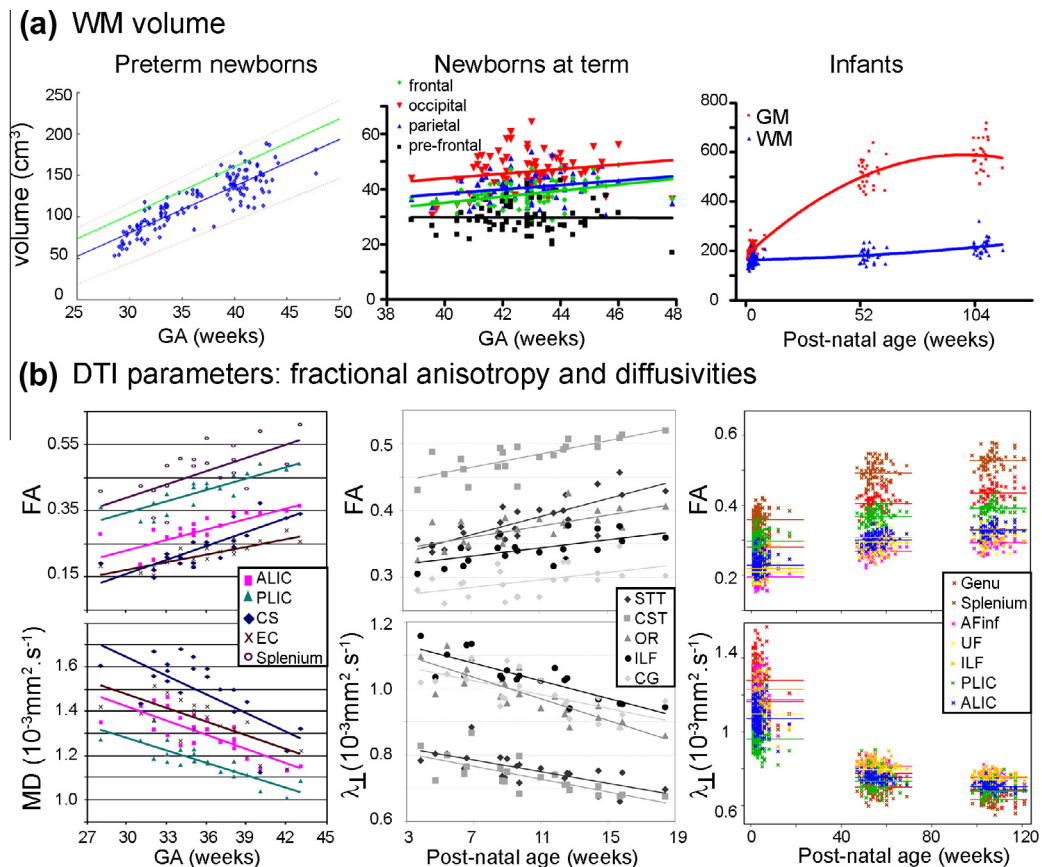 (a) WM volume
Preterm newborns
Newborns at term
Infants
volume (cm³)
250
200
150
100
50
0
25 30 35 40 45 50
GA (weeks)
frontal
occipital
parietal
pre-frontal
60
40
20
0
38 40 42 44 46 48
GA (weeks)
GM
WM
800
600
400
200
0
0 52 104
Post-natal age (weeks)
(b) DTI parameters: fractional anisotropy and diffusivities
FA
0.55
0.35
0.15
ALIC
PLIC
CS
EC
Splenium
MD (10⁻³mm².s⁻¹)
1.6
1.4
1.2
1.0
27 31 35 39 43 45
GA (weeks)
FA
0.5
0.4
0.3
STT
CST
OR
ILF
CG
λ⊥(10⁻³mm².s⁻¹)
1.2
1.0
0.8
0.6
3 7 11 15 19
Post-natal age (weeks)
FA
0.6
0.4
0.2
Genu
Splenium
AFinf
UF
ILF
PLIC
ALIC
λ⊥(10⁻³mm².s⁻¹)
1.4
1.0
0.8
0.6
0 20 40 60 80 100 120
Post-natal age (weeks)